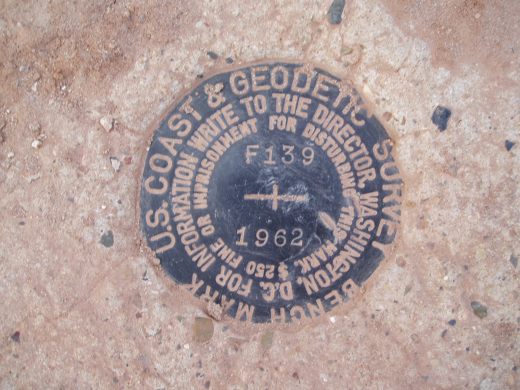 U.S. COAST & GEODETIC SURVEY
BENCH MARK
FOR INFORMATION WRITE TO THE DIRECTOR, WASHINGTON, D.C.
$250 FINE OR IMPRISONMENT FOR DISTURBING THIS MARK.
F139
1962